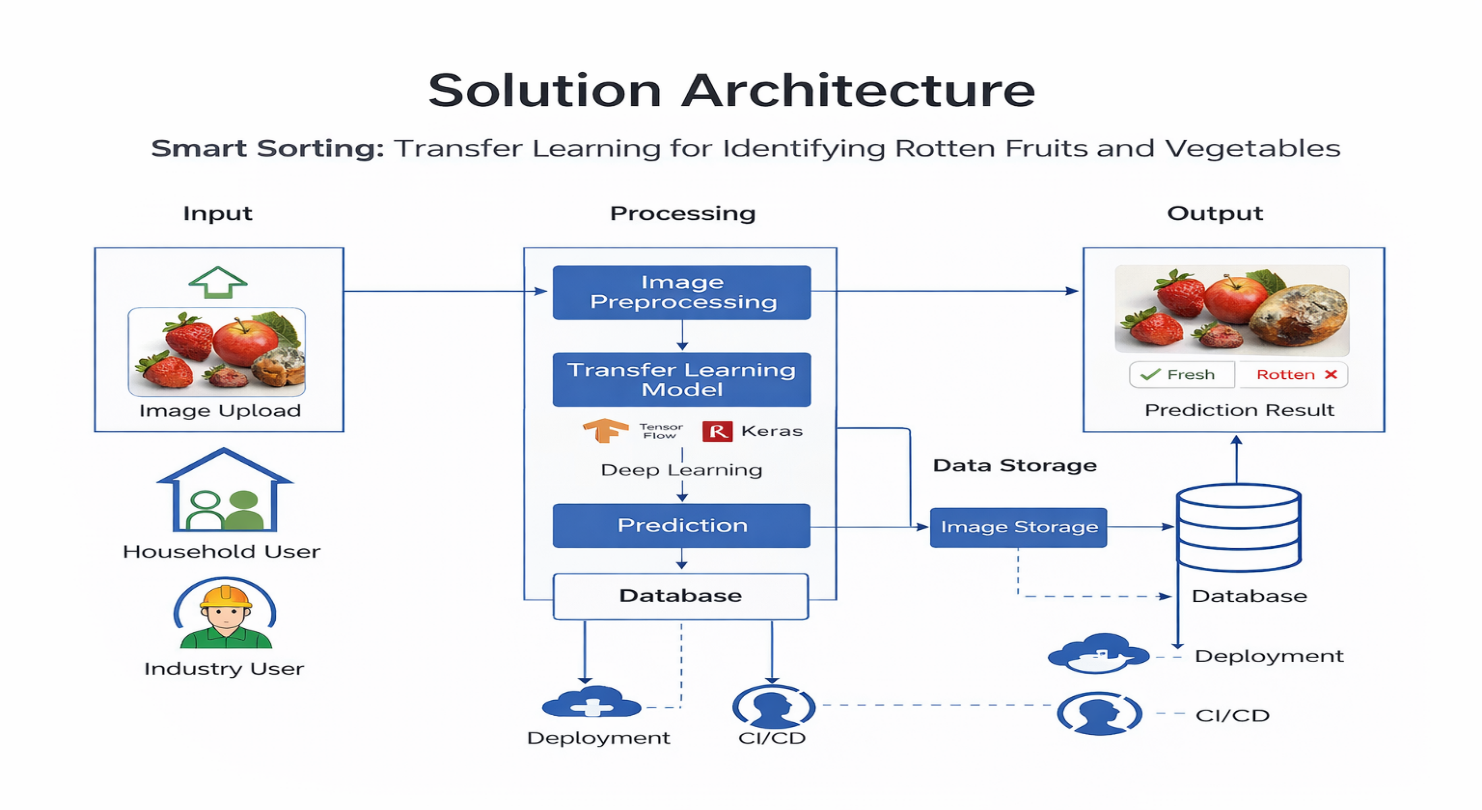 Solution Architecture
Smart Sorting: Transfer Learning for Identifying Rotten Fruits and Vegetables
Input
Processing
Output
Image Upload
Household User
Industry User
Image
Preprocessing
Transfer Learning
Model
Tensor
Flow
R Keras
Deep Learning
Prediction
Database
Deployment
CI/CD
Data Storage
Image Storage
Fresh
Rotten
Prediction Result
Database
Deployment
CI/CD